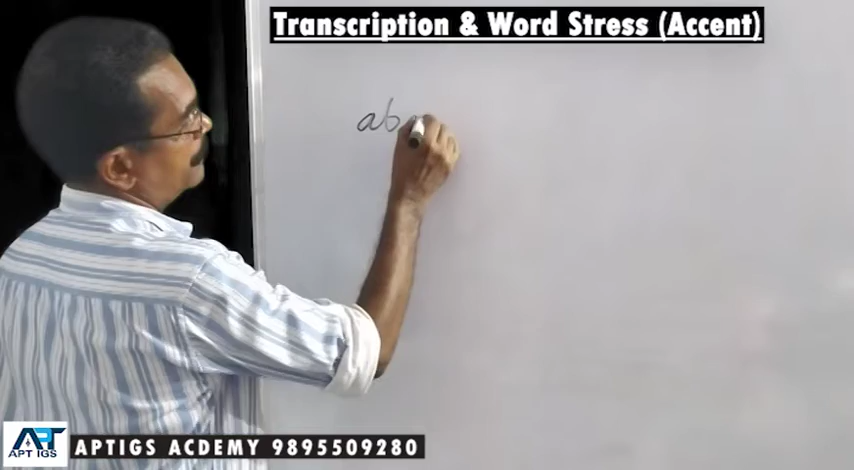 Transcription & Word Stress (Accent)
ab
APT IGS
APTIGS ACDEMY 9895509280